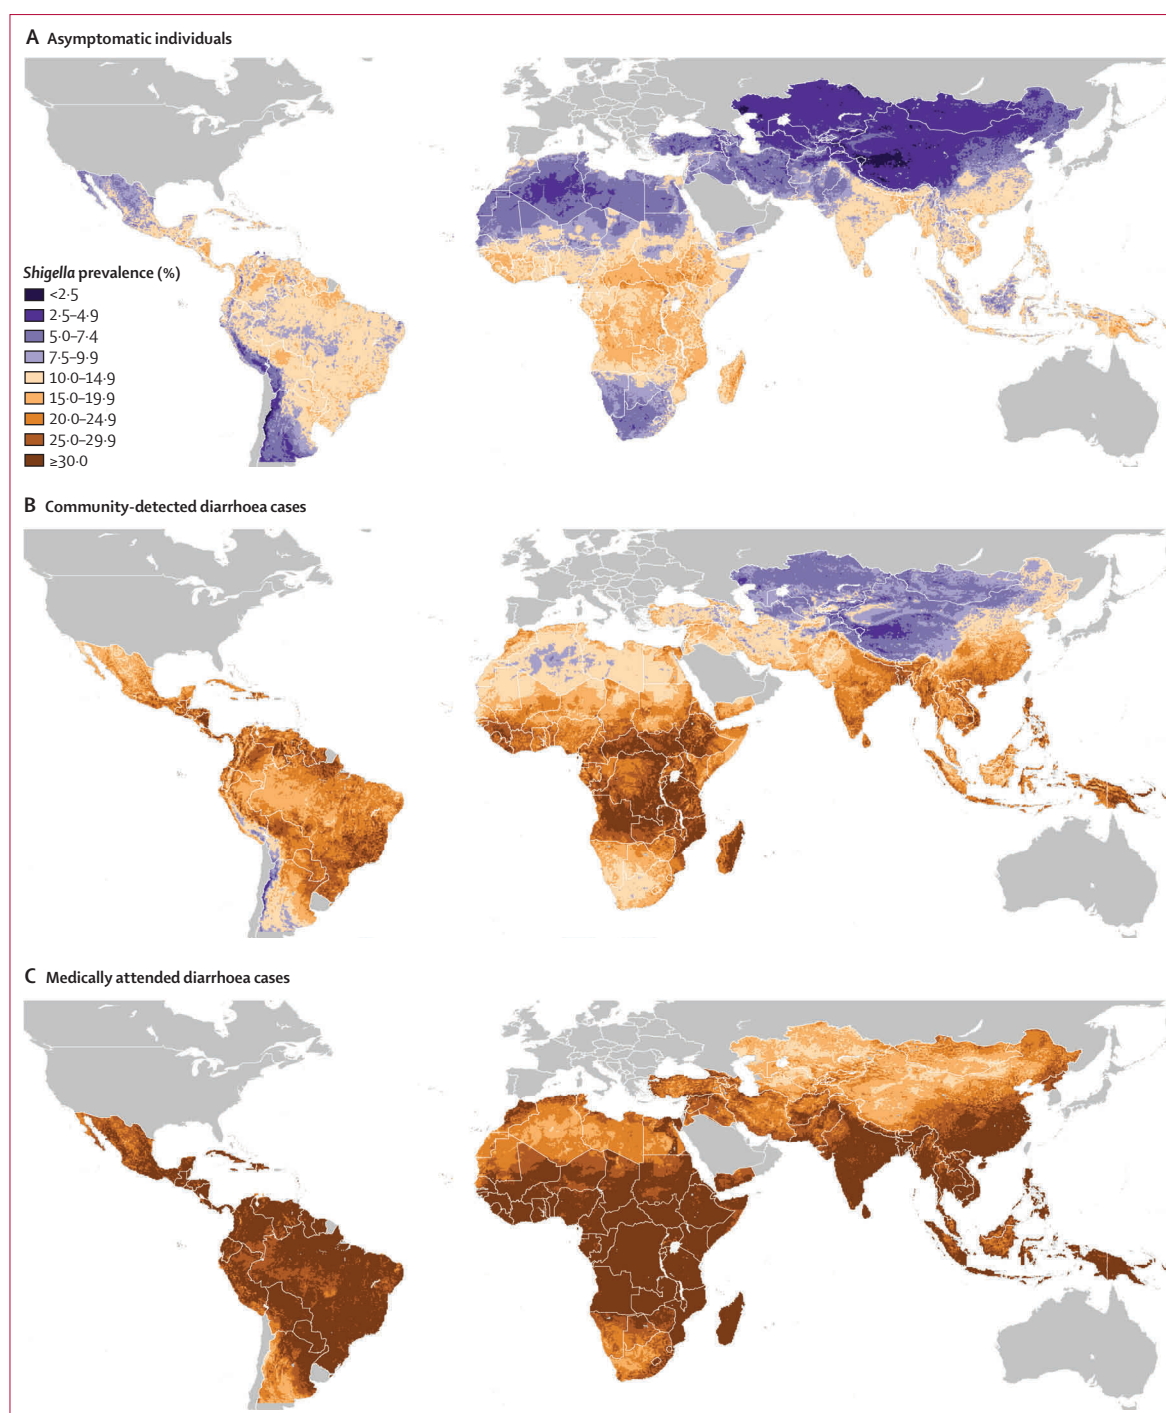 A Asymptomatic individuals
Shigella prevalence (%)
<2·5
2·5–4·9
5·0–7·4
7·5–9·9
10·0–14·9
15·0–19·9
20·0–24·9
25·0–29·9
≥30·0
B Community-detected diarrhoea cases
C Medically attended diarrhoea cases